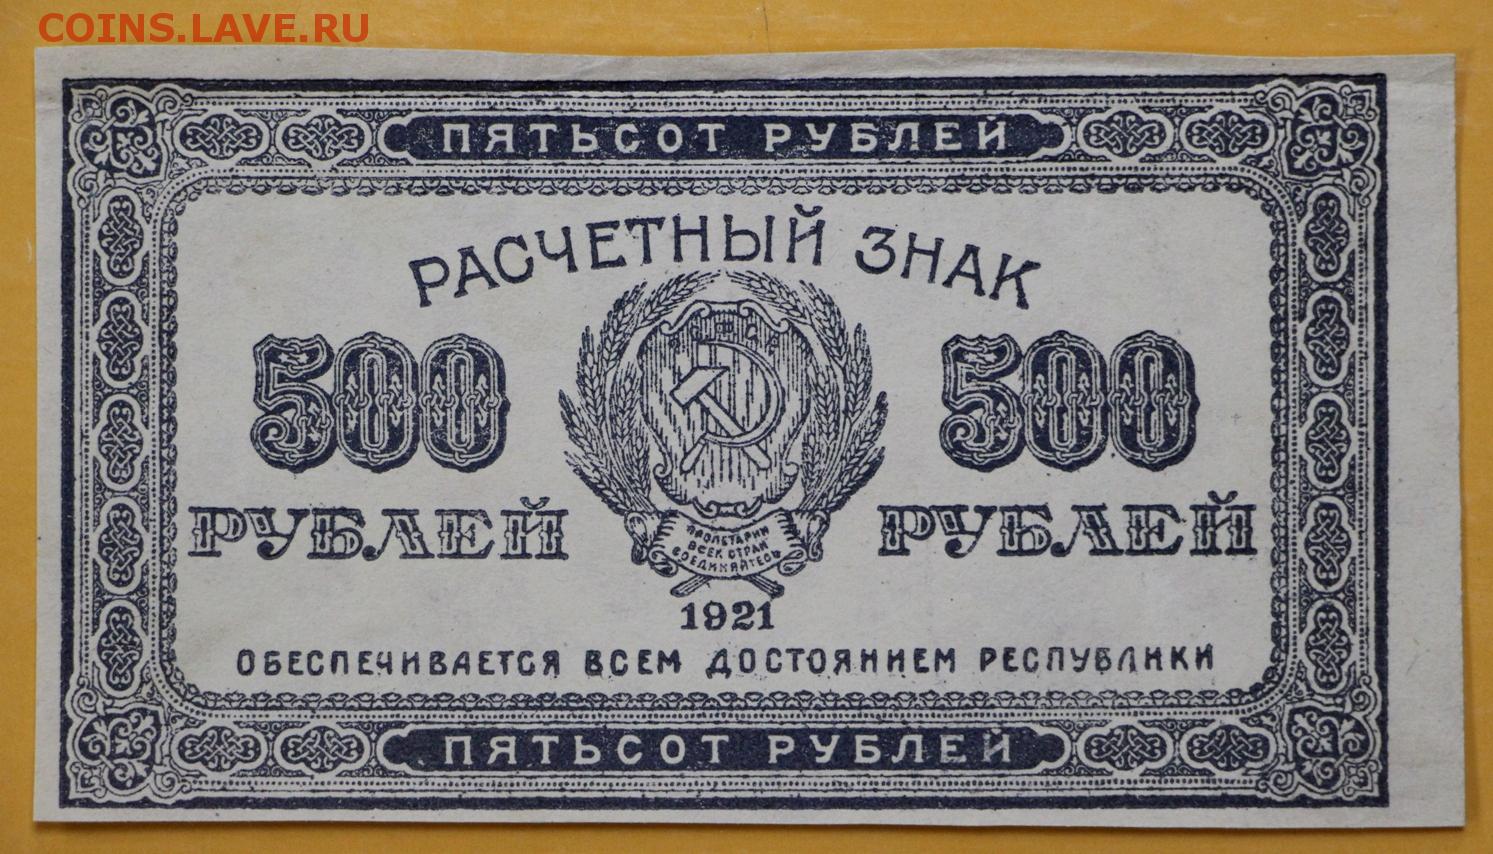 COINS.LAVE.RU
ПЯТЬСОТ РУБЛЕЙ
РАСЧЕТНЫЙ ЗНАК
500 500
РУБЛЕЙ РУБЛЕЙ
ПРОЛЕТАРИИ
ВСЕХ СТРАН
СОЕДИНЯЙТЕСЬ
1921
ОБЕСПЕЧИВАЕТСЯ ВСЕМ ДОСТОЯНИЕМ РЕСПУБЛИКИ
ПЯТЬСОТ РУБЛЕЙ